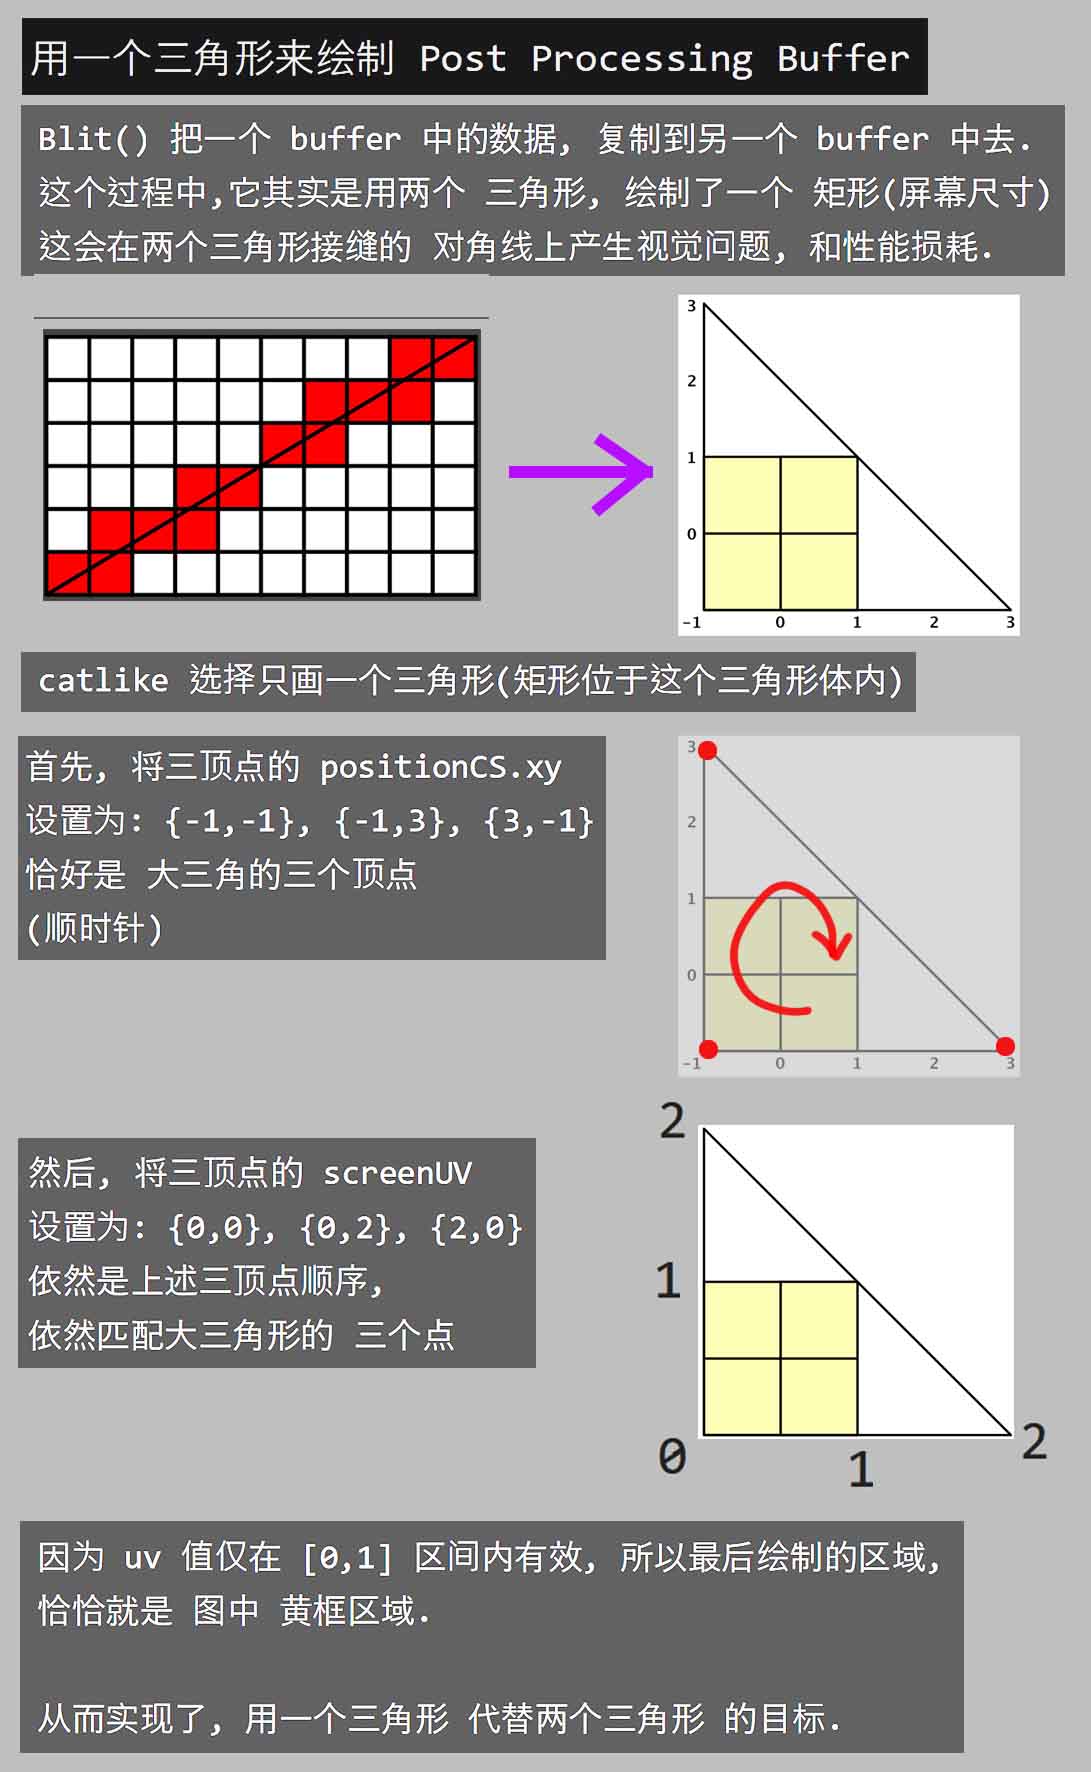 用一个三角形来绘制 Post Processing Buffer
Blit() 把一个 buffer 中的数据, 复制到另一个 buffer 中去.
这个过程中,它其实是用两个 三角形, 绘制了一个 矩形(屏幕尺寸)
这会在两个三角形接缝的 对角线上产生视觉问题, 和性能损耗.
3
2
1
0
-1 0 1 2 3
catlike 选择只画一个三角形(矩形位于这个三角形体内)
首先, 将三顶点的 positionCS.xy
设置为: {-1,-1}, {-1,3}, {3,-1}
恰好是 大三角的三个顶点
(顺时针)
3
2
1
0
-1 0 1 2 3
然后, 将三顶点的 screenUV
设置为: {0,0}, {0,2}, {2,0}
依然是上述三顶点顺序,
依然匹配大三角形的 三个点
2
1
0 1 2
因为 uv 值仅在 [0,1] 区间内有效, 所以最后绘制的区域,
恰恰就是 图中 黄框区域.
从而实现了, 用一个三角形 代替两个三角形 的目标.